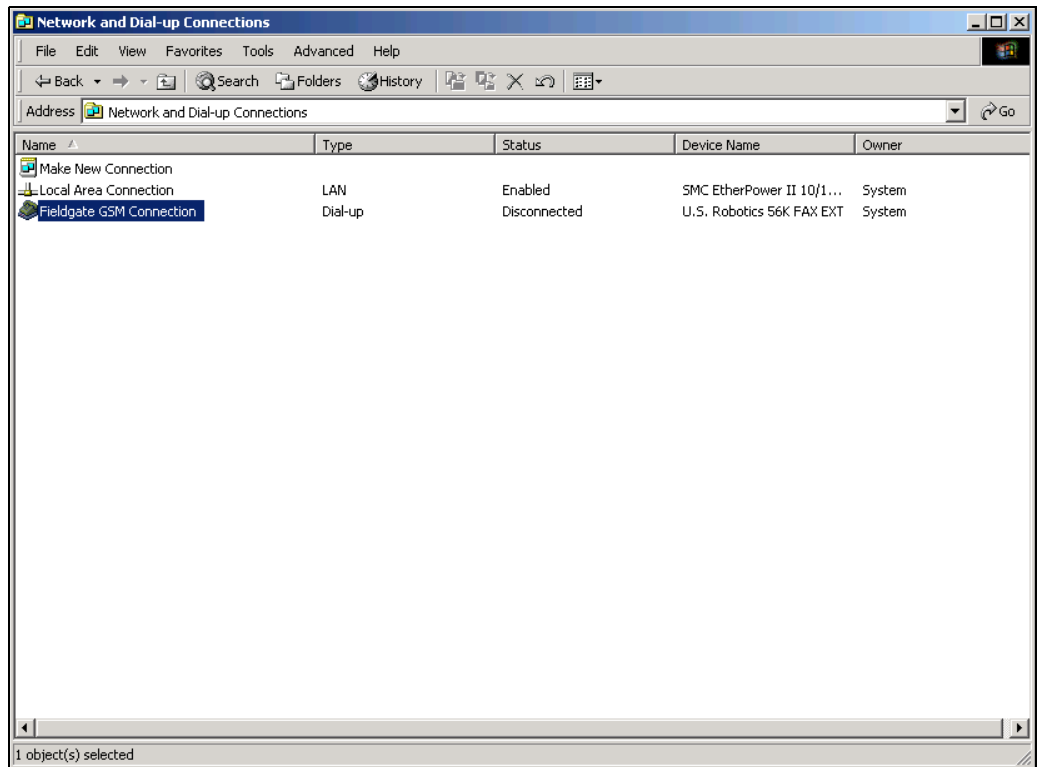 Network and Dial-up Connections
File Edit View Favorites Tools Advanced Help
Back Search Folders History
Address Network and Dial-up Connections Go
Name Type Status Device Name Owner
Make New Connection
Local Area Connection LAN Enabled SMC EtherPower II 10/1... System
Fieldgate GSM Connection Dial-up Disconnected U.S. Robotics 56K FAX EXT System
1 object(s) selected